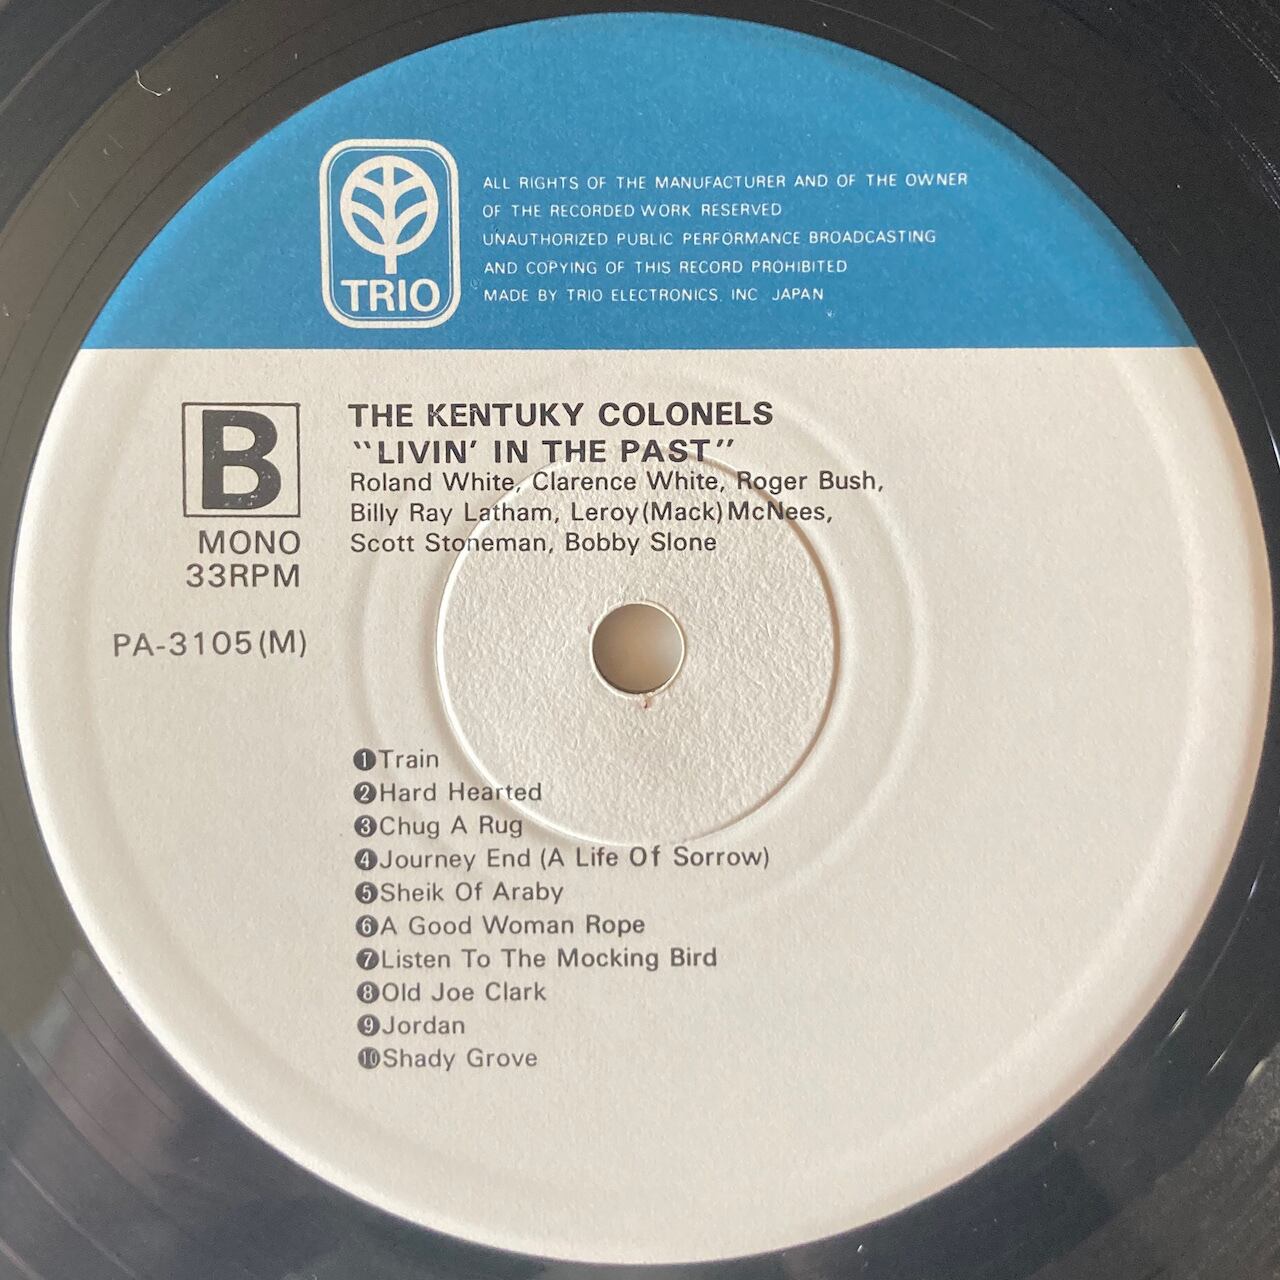 TRIO
ALL RIGHTS OF THE MANUFACTURER AND OF THE OWNER
OF THE RECORDED WORK RESERVED
UNAUTHORIZED PUBLIC PERFORMANCE BROADCASTING
AND COPYING OF THIS RECORD PROHIBITED
MADE BY TRIO ELECTRONICS, INC. JAPAN
B
MONO
33RPM
PA-3105(M)
THE KENTUKY COLONELS
"LIVIN' IN THE PAST"
Roland White, Clarence White, Roger Bush,
Billy Ray Latham, Leroy(Mack)McNees,
Scott Stoneman, Bobby Slone
❶Train
❷Hard Hearted
❸Chug A Rug
❹Journey End (A Life Of Sorrow)
❺Sheik Of Araby
❻A Good Woman Rope
❼Listen To The Mocking Bird
❽Old Joe Clark
❾Jordan
❿Shady Grove